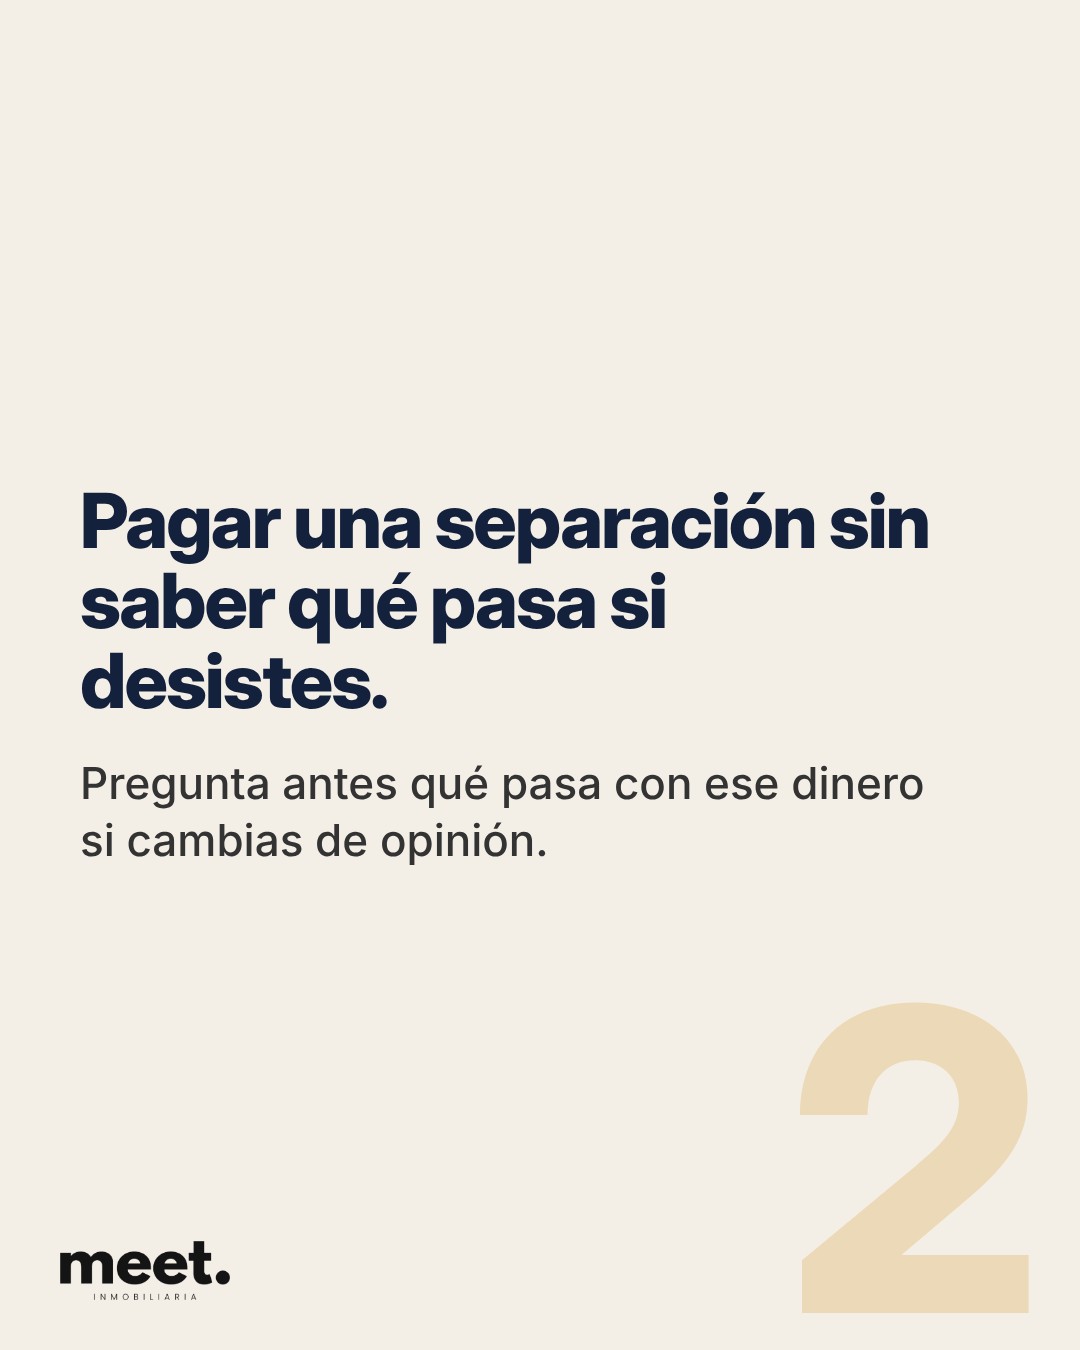 Pagar una separación sin
saber qué pasa si
desistes.
Pregunta antes qué pasa con ese dinero
si cambias de opinión.
2
meet.
INMOBILIARIA